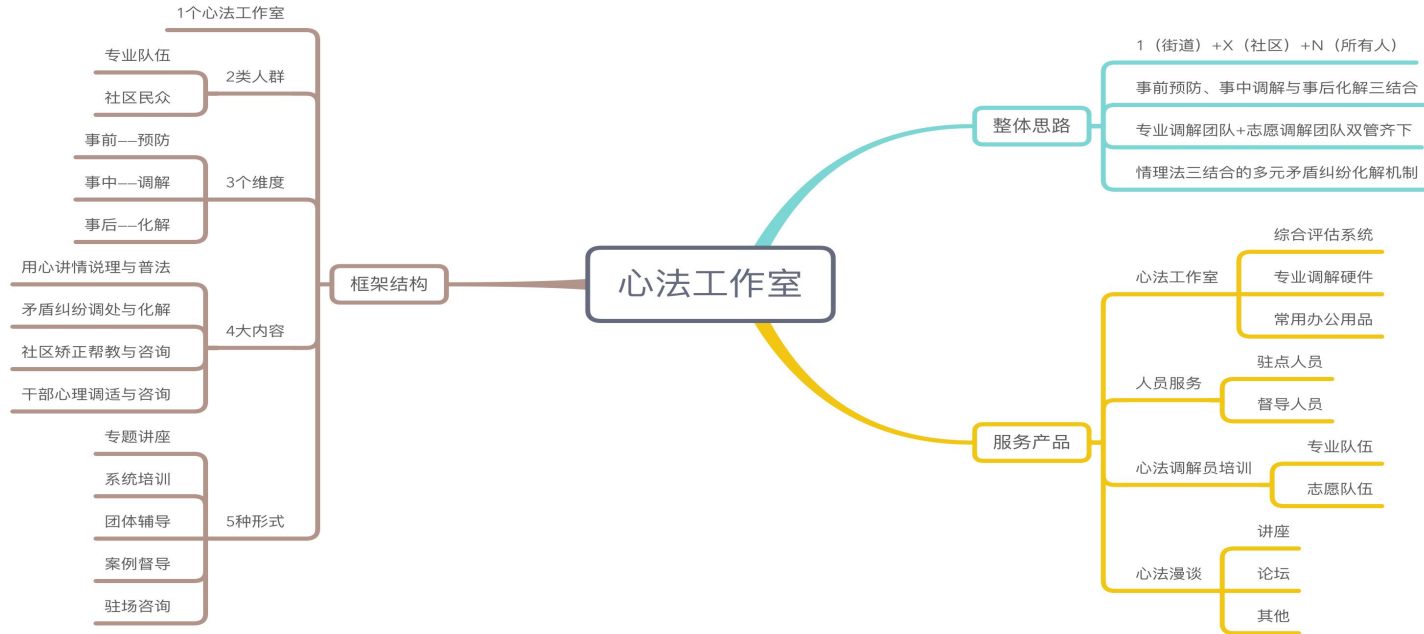 心法工作室
整体思路
1（街道）+X（社区）+N（所有人）
事前预防、事中调解与事后化解三结合
专业调解团队+志愿调解团队双管齐下
情理法三结合的多元矛盾纠纷化解机制
服务产品
心法工作室
综合评估系统
专业调解硬件
常用办公用品
人员服务
驻点人员
督导人员
心法调解员培训
专业队伍
志愿队伍
心法漫谈
讲座
论坛
其他
框架结构
1个心法工作室
2类人群
专业队伍
社区民众
3个维度
事前——预防
事中——调解
事后——化解
4大内容
用心讲情说理与普法
矛盾纠纷调处与化解
社区矫正帮教与咨询
干部心理调适与咨询
5种形式
专题讲座
系统培训
团体辅导
案例督导
驻场咨询